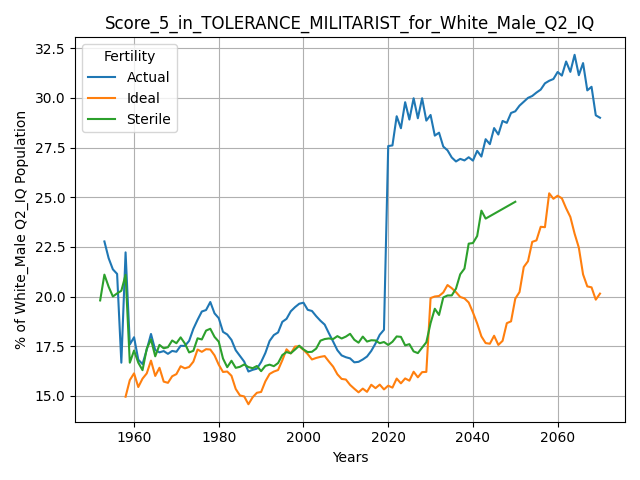 Score_5_in_TOLERANCE_MILITARIST_for_White_Male_Q2_IQ
% of White_Male Q2_IQ Population
32.5
30.0
27.5
25.0
22.5
20.0
17.5
15.0
Fertility
Actual
Ideal
Sterile
1960
1980
2000
2020
2040
2060
Years